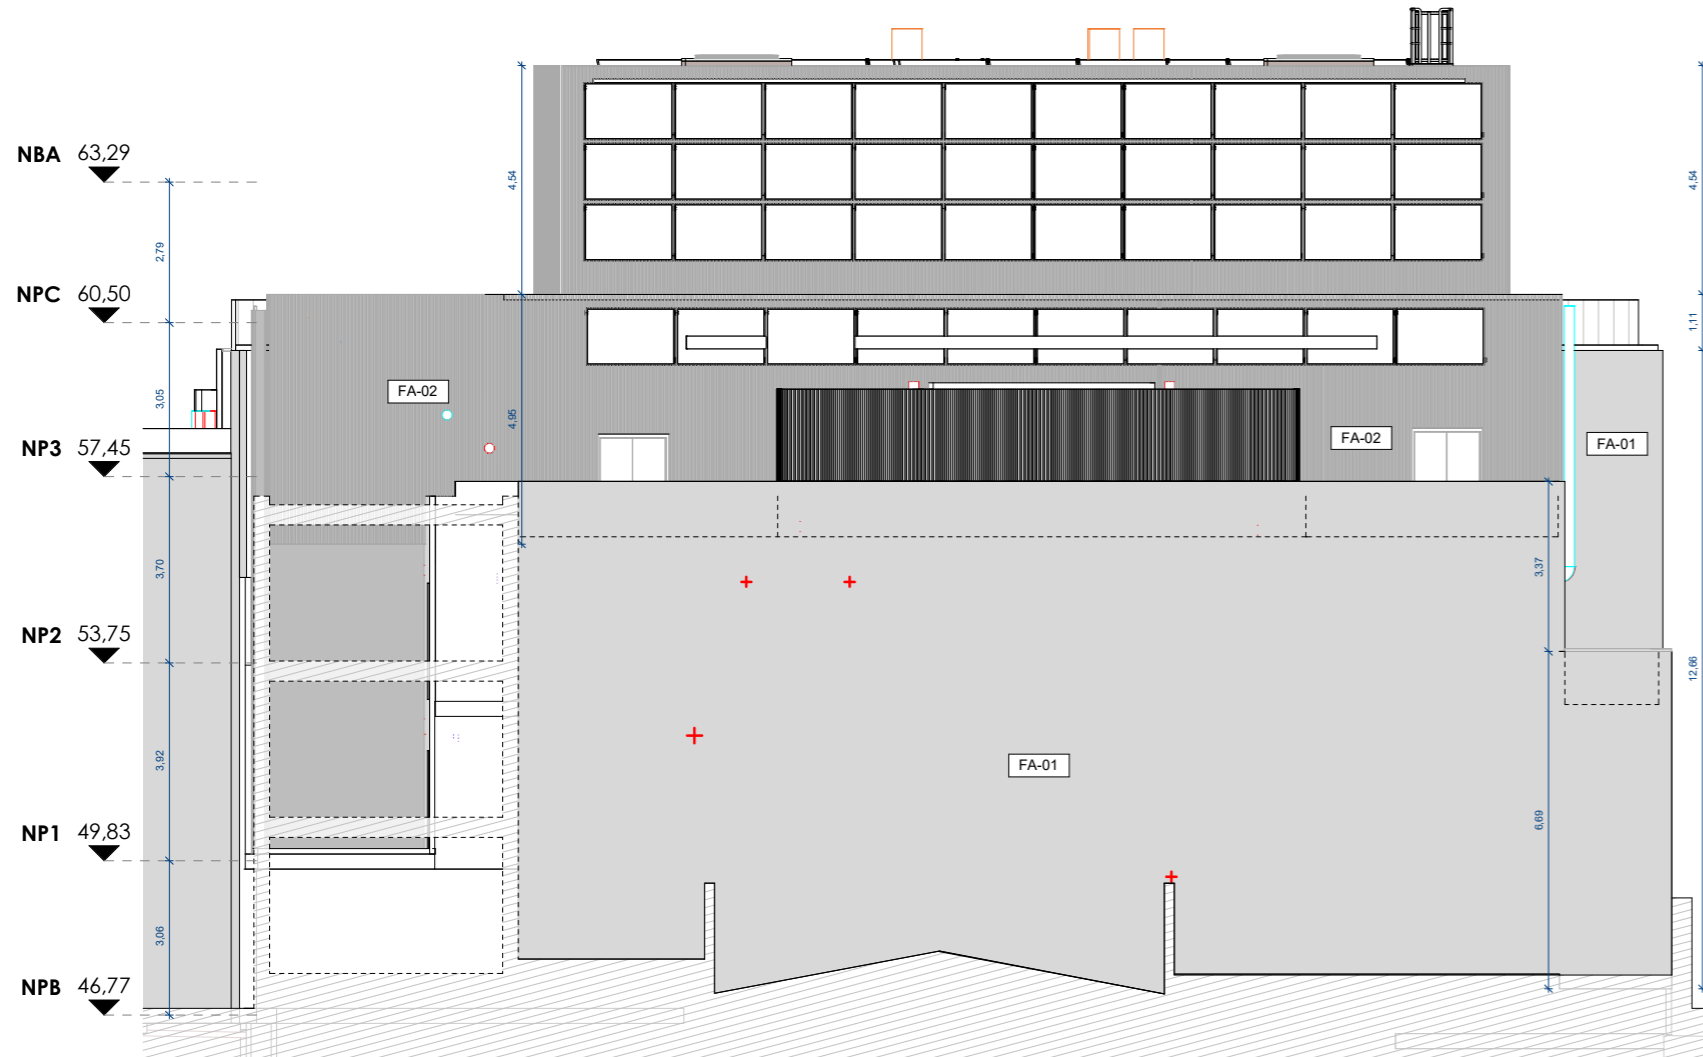 NBA 63,29
NPC 60,50
NP3 57,45
NP2 53,75
NP1 49,83
NPB 46,77
2,79
3,05
3,70
3,92
3,06
4,54
4,95
FA-02
FA-02
FA-01
FA-01
3,37
6,69
4,54
1,11
12,66